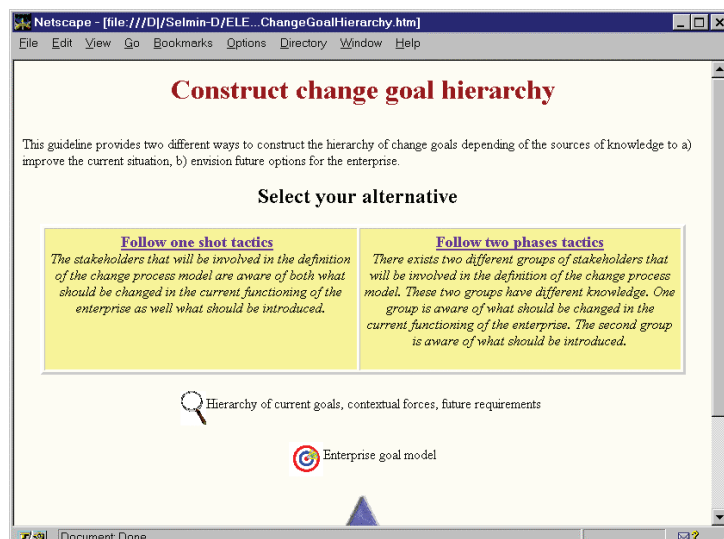 Netscape - [file:///D|/Selmin-D/ELE...ChangeGoalHierarchy.htm]
File Edit View Go Bookmarks Options Directory Window Help
Construct change goal hierarchy
This guideline provides two different ways to construct the hierarchy of change goals depending of the sources of knowledge to a)
improve the current situation, b) envision future options for the enterprise.
Select your alternative
Follow one shot tactics
The stakeholders that will be involved in the definition
of the change process model are aware of both what
should be changed in the current functioning of the
enterprise as well what should be introduced.
Follow two phases tactics
There exists two different groups of stakeholders that
will be involved in the definition of the change process
model. These two groups have different knowledge. One
group is aware of what should be changed in the
current functioning of the enterprise. The second group
is aware of what should be introduced.
Hierarchy of current goals, contextual forces, future requirements
Enterprise goal model
Document: Done